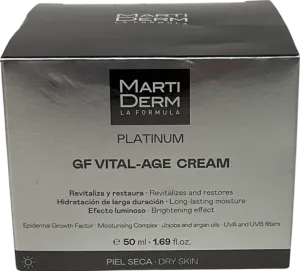 MARTI
DERM
LA FORMULA
PLATINUM
GF VITAL-AGE CREAM
Revitaliza y restaura · Revitalizes and restores
Hidratación de larga duración · Long-lasting moisture
Efecto luminoso · Brightening effect
Epidermal Growth Factor · Moisturising Complex · Jojoba and argan oils · UVA and UVB filters
℮ 50 ml · 1.69 fl.oz.
PIEL SECA · DRY SKIN